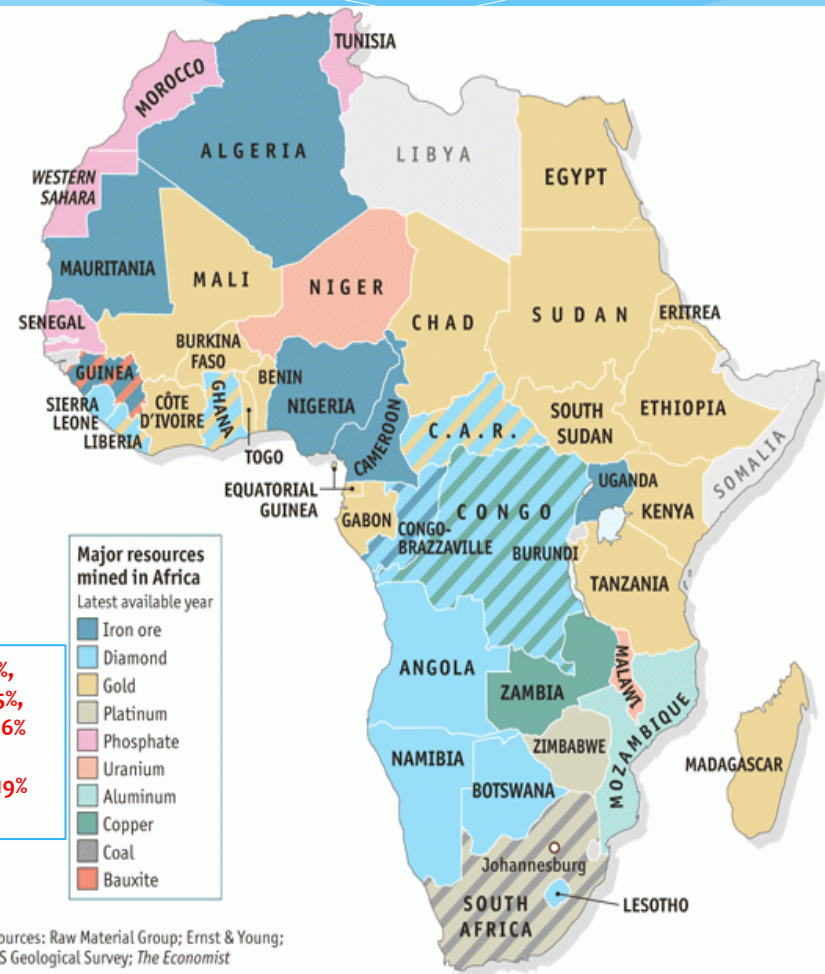 TUNISIA
MOROCCO
ALGERIA
LIBYA
EGYPT
WESTERN
SAHARA
MAURITANIA
MALI
NIGER
CHAD
SUDAN
ERITREA
SENEGAL
BURKINA
FASO
BENIN
GUINEA
NIGERIA
SIERRA
LEONE
CÔTE
D'IVOIRE
GHANA
LIBERIA
TOGO
CAMEROON
C.A.R.
SOUTH
SUDAN
ETHIOPIA
SOMALIA
EQUATORIAL
GUINEA
GABON
CONGO-
BRAZZAVILLE
CONGO
UGANDA
KENYA
BURUNDI
TANZANIA
Major resources
mined in Africa
Latest available year
Iron ore
Diamond
Gold
Platinum
Phosphate
Uranium
Aluminum
Copper
Coal
Bauxite
%,
5%,
6%
19%
ANGOLA
ZAMBIA
MALAWI
MOZAMBIQUE
NAMIBIA
ZIMBABWE
BOTSWANA
MADAGASCAR
Johannesburg
SOUTH
AFRICA
LESOTHO
ources: Raw Material Group; Ernst & Young;
S Geological Survey; The Economist